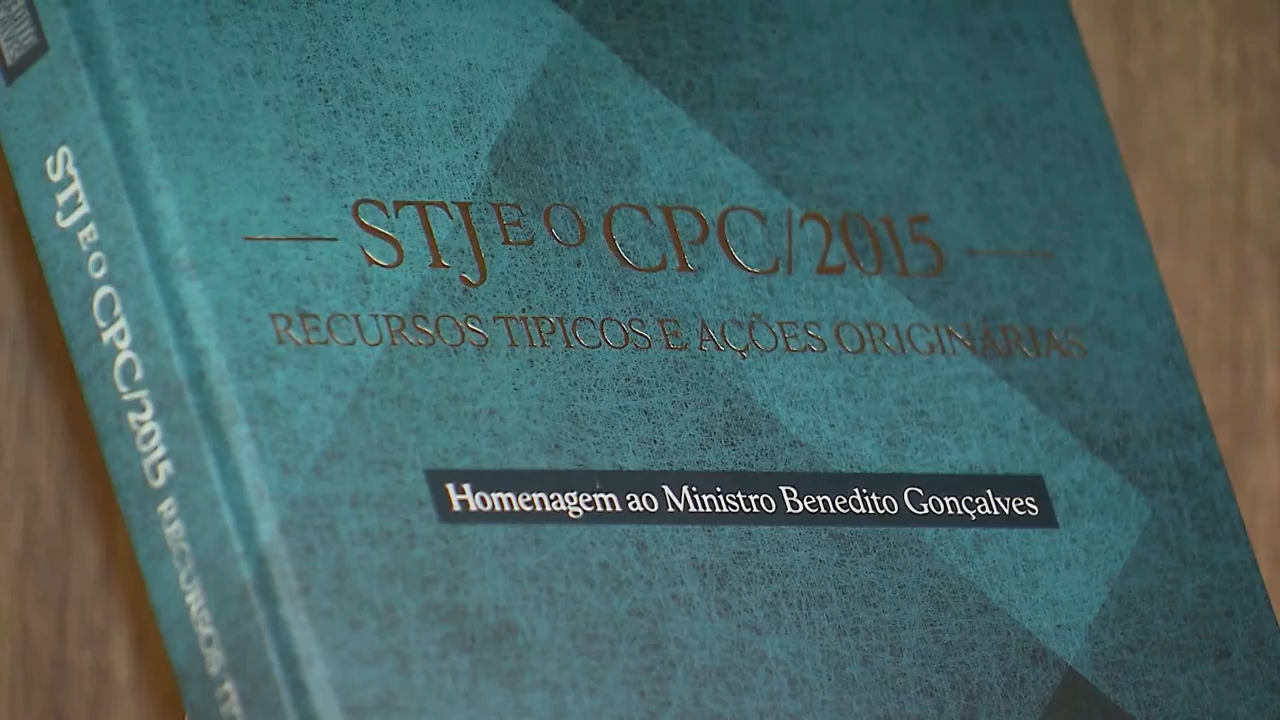 STJ E O CPC/2015
RECURSOS TÍPICOS E AÇÕES ORIGINÁRIAS
Homenagem ao Ministro Benedito Gonçalves
STJ E O CPC/2015 RECURSOS